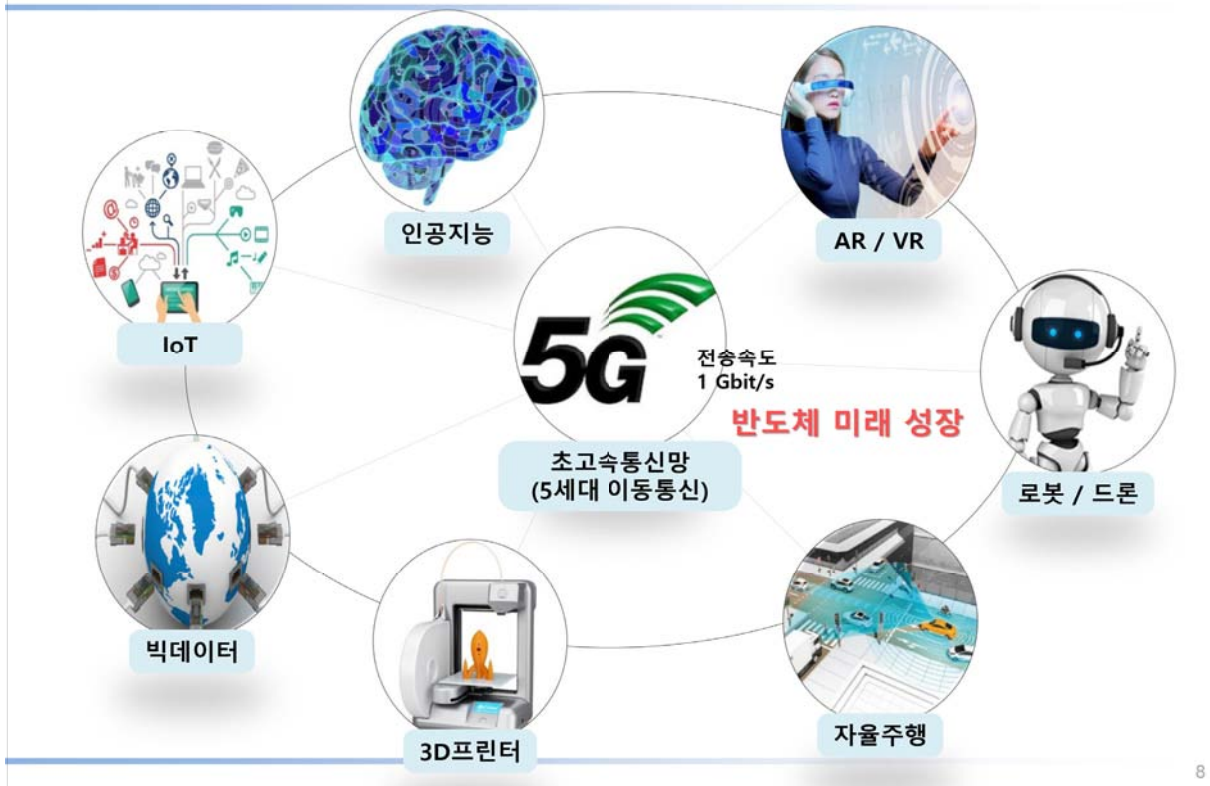 인공지능
AR / VR
IoT
5G
전송속도
1 Gbit/s
반도체 미래 성장
초고속통신망
(5세대 이동통신)
로봇 / 드론
빅데이터
3D프린터
자율주행
8